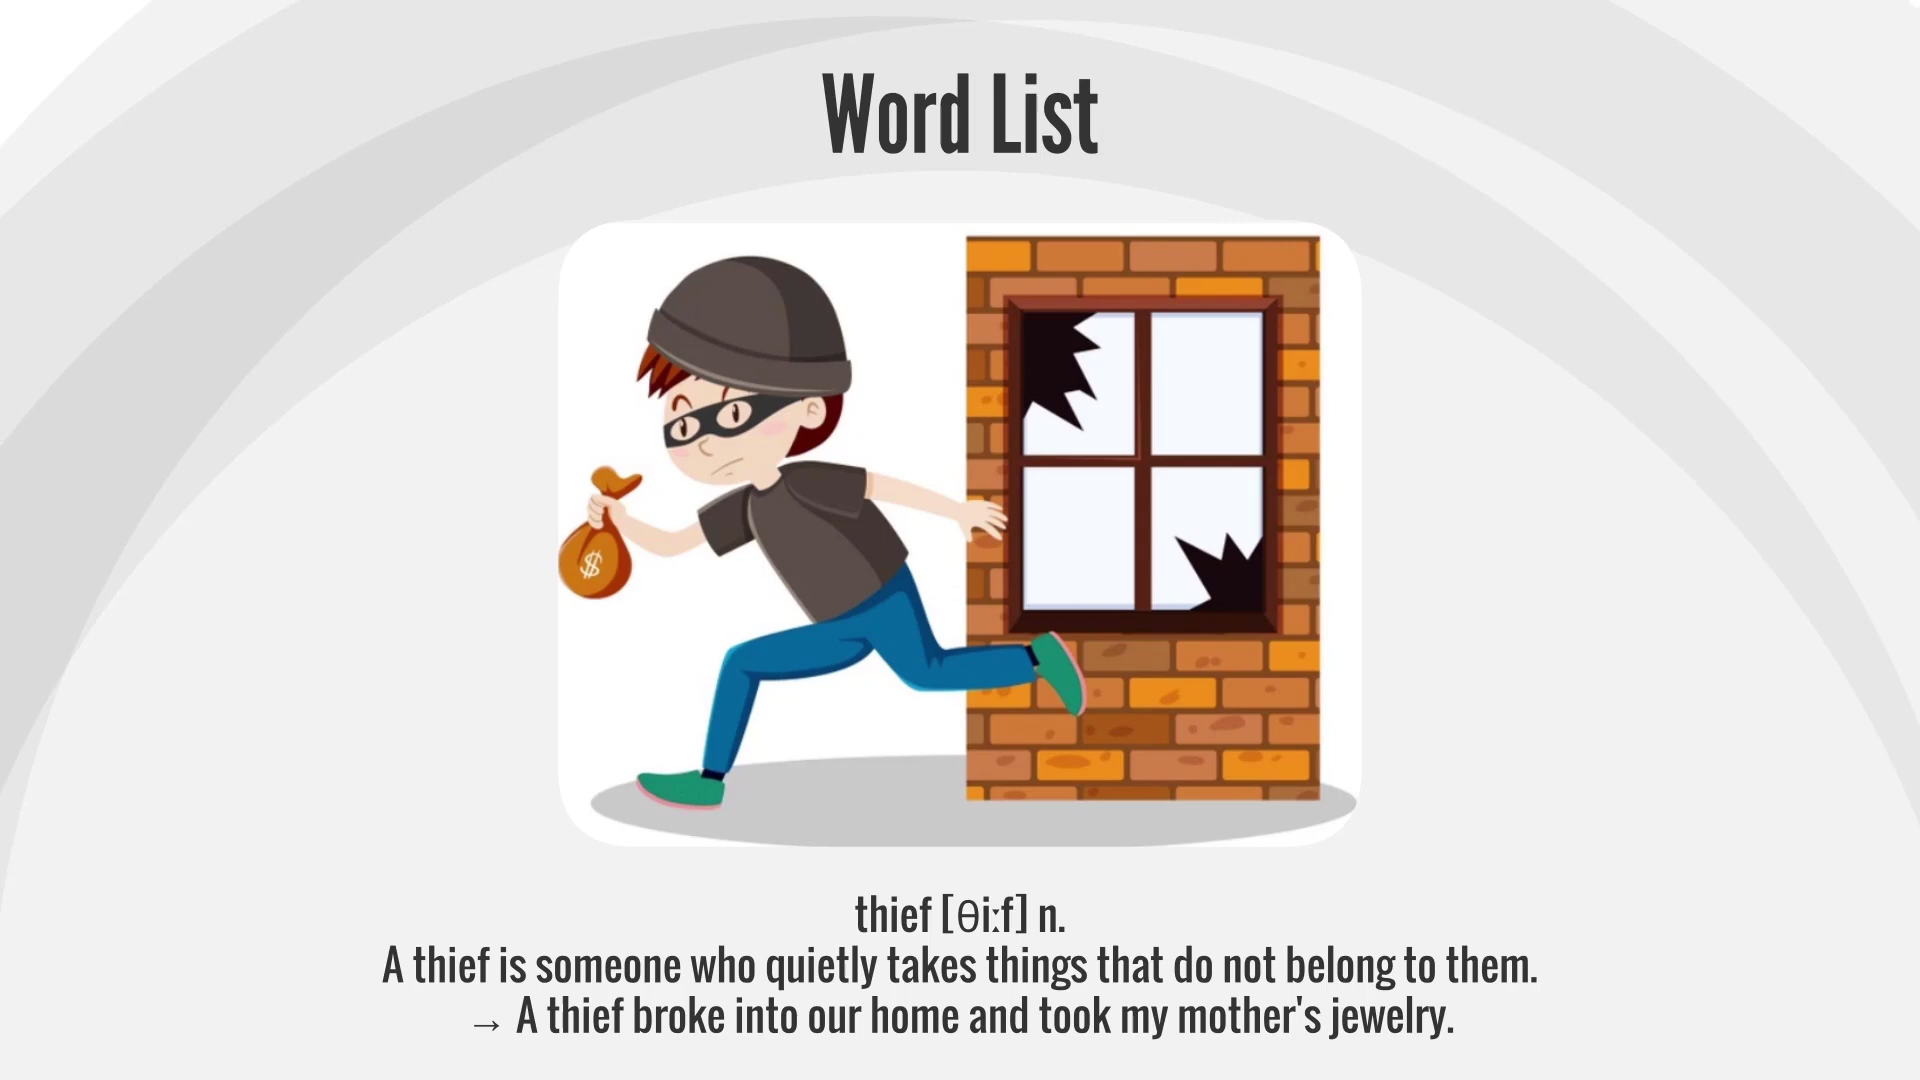 Word List
$
thief [θiːf] n.
A thief is someone who quietly takes things that do not belong to them.
→ A thief broke into our home and took my mother's jewelry.